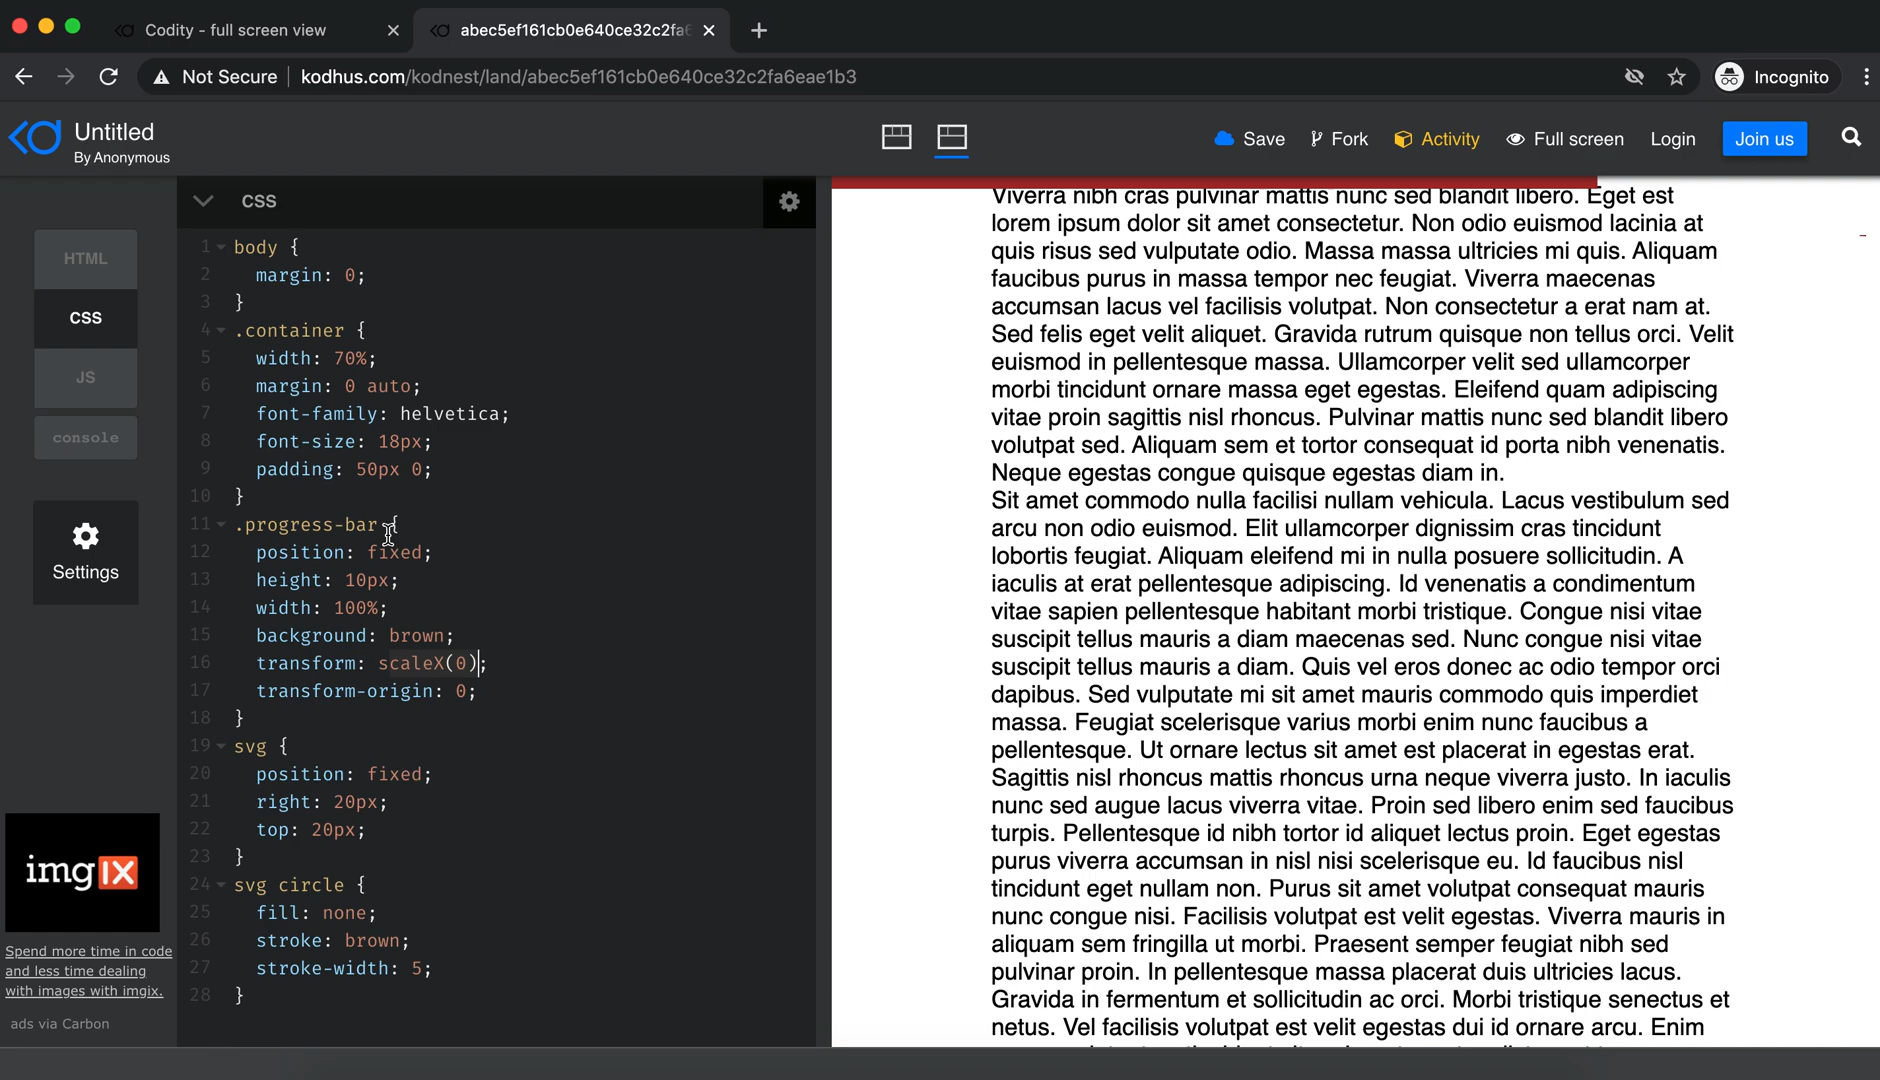 Codity - full screen view
abec5ef161cb0e640ce32c2fa6
Not Secure
kodhus.com/kodnest/land/abec5ef161cb0e640ce32c2fa6eae1b3
Incognito
Untitled
By Anonymous
Save
Fork
Activity
Full screen
Login
Join us
HTML
CSS
JS
console
Settings
imgIX
Spend more time in code
and less time dealing
with images with imgix.
ads via Carbon
CSS
1 body {
2 margin: 0;
3 }
4 .container {
5 width: 70%;
6 margin: 0 auto;
7 font-family: helvetica;
8 font-size: 18px;
9 padding: 50px 0;
10 }
11 .progress-bar {
12 position: fixed;
13 height: 10px;
14 width: 100%;
15 background: brown;
16 transform: scaleX(0);
17 transform-origin: 0;
18 }
19 svg {
20 position: fixed;
21 right: 20px;
22 top: 20px;
23 }
24 svg circle {
25 fill: none;
26 stroke: brown;
27 stroke-width: 5;
28 }
Viverra nibh cras pulvinar mattis nunc sed blandit libero. Eget est
lorem ipsum dolor sit amet consectetur. Non odio euismod lacinia at
quis risus sed vulputate odio. Massa massa ultricies mi quis. Aliquam
faucibus purus in massa tempor nec feugiat. Viverra maecenas
accumsan lacus vel facilisis volutpat. Non consectetur a erat nam at.
Sed felis eget velit aliquet. Gravida rutrum quisque non tellus orci. Velit
euismod in pellentesque massa. Ullamcorper velit sed ullamcorper
morbi tincidunt ornare massa eget egestas. Eleifend quam adipiscing
vitae proin sagittis nisl rhoncus. Pulvinar mattis nunc sed blandit libero
volutpat sed. Aliquam sem et tortor consequat id porta nibh venenatis.
Neque egestas congue quisque egestas diam in.
Sit amet commodo nulla facilisi nullam vehicula. Lacus vestibulum sed
arcu non odio euismod. Elit ullamcorper dignissim cras tincidunt
lobortis feugiat. Aliquam eleifend mi in nulla posuere sollicitudin. A
iaculis at erat pellentesque adipiscing. Id venenatis a condimentum
vitae sapien pellentesque habitant morbi tristique. Congue nisi vitae
suscipit tellus mauris a diam maecenas sed. Nunc congue nisi vitae
suscipit tellus mauris a diam. Quis vel eros donec ac odio tempor orci
dapibus. Sed vulputate mi sit amet mauris commodo quis imperdiet
massa. Feugiat scelerisque varius morbi enim nunc faucibus a
pellentesque. Ut ornare lectus sit amet est placerat in egestas erat.
Sagittis nisl rhoncus mattis rhoncus urna neque viverra justo. In iaculis
nunc sed augue lacus viverra vitae. Proin sed libero enim sed faucibus
turpis. Pellentesque id nibh tortor id aliquet lectus proin. Eget egestas
purus viverra accumsan in nisl nisi scelerisque eu. Id faucibus nisl
tincidunt eget nullam non. Purus sit amet volutpat consequat mauris
nunc congue nisi. Facilisis volutpat est velit egestas. Viverra mauris in
aliquam sem fringilla ut morbi. Praesent semper feugiat nibh sed
pulvinar proin. In pellentesque massa placerat duis ultricies lacus.
Gravida in fermentum et sollicitudin ac orci. Morbi tristique senectus et
netus. Vel facilisis volutpat est velit egestas dui id ornare arcu. Enim